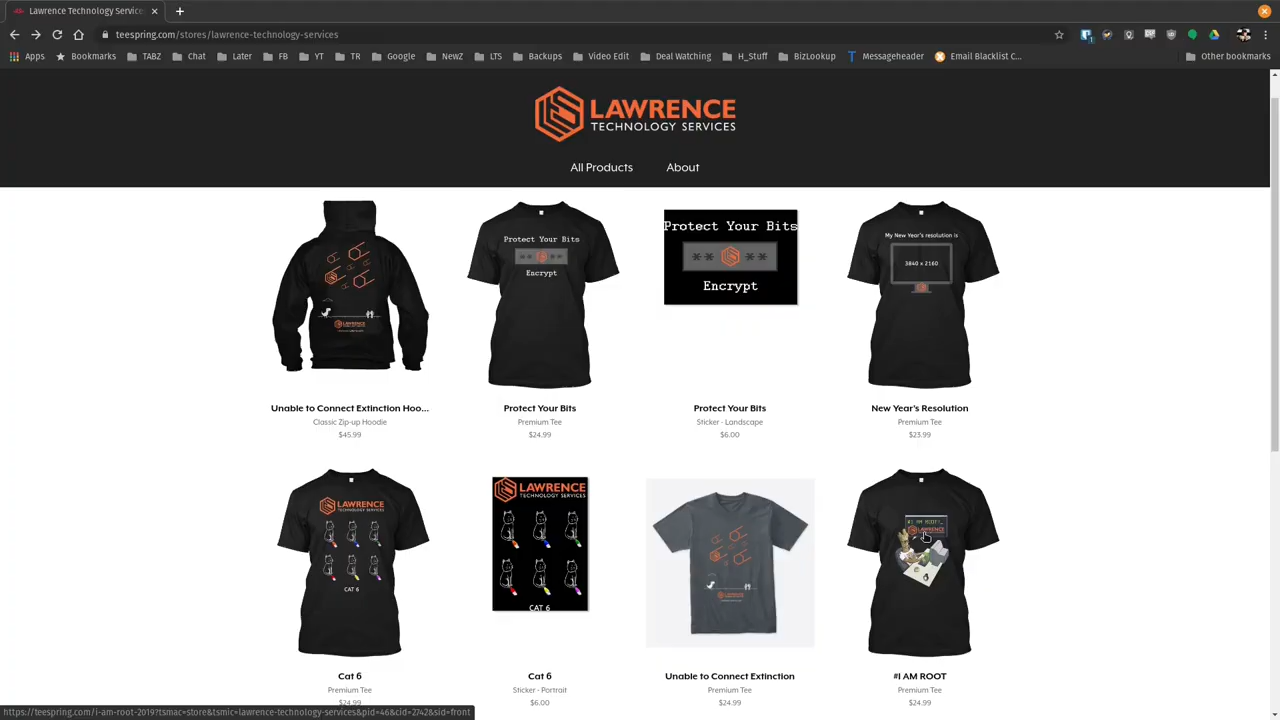 Lawrence Technology Services
teespring.com/stores/lawrence-technology-services
Apps
Bookmarks
TABZ
Chat
Later
FB
YT
TR
Google
NewZ
LTS
Backups
Video Edit
Deal Watching
H_Stuff
BizLookup
Messageheader
Email Blacklist C...
Other bookmarks
LAWRENCE
TECHNOLOGY SERVICES
All Products
About
Protect Your Bits
Encrypt
Protect Your Bits
** **
Encrypt
My New Year's resolution is
3840 x 2160
Unable to Connect Extinction Hoo...
Classic Zip-up Hoodie
$45.99
Protect Your Bits
Premium Tee
$24.99
Protect Your Bits
Sticker - Landscape
$6.00
New Year's Resolution
Premium Tee
$23.99
LAWRENCE
TECHNOLOGY SERVICES
CAT 6
LAWRENCE
TECHNOLOGY SERVICES
CAT 6
LAWRENCE
#I AM ROOT
LAWRENCE
Cat 6
Premium Tee
$24.99
Cat 6
Sticker - Portrait
$6.00
Unable to Connect Extinction
Premium Tee
$24.99
#I AM ROOT
Premium Tee
$24.99
https://teespring.com/i-am-root-2019?tsmac=store&tsmic=lawrence-technology-services&pid=46&cid=2742&sid=front